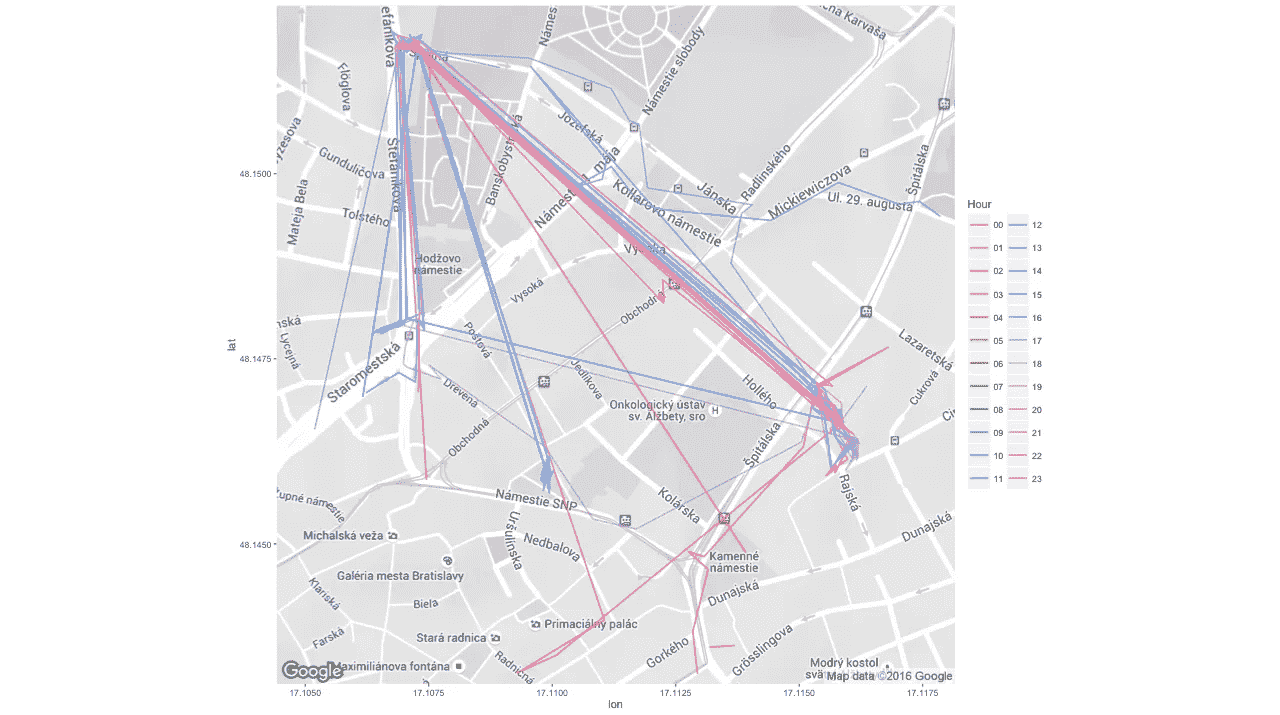 efánikova
Námes
ena Karvaša
Námestie slobody
Flöglova
Jozefská
yzesova
Banskobystrická
Štefánikova
Gunduličova
mája
Radlinského
Špitálska
48.1500
Mickiewiczova
Mateja Bela
Kollárovo námestie
Jánska
Námestie
Ul. 29. augusta
Hour
Tolstého
00
12
01
13
02
14
03
15
04
16
05
17
06
18
07
19
08
20
09
21
10
22
11
23
Hodžovo
námestie
Vysoká
Vysoká
Obchodná
nská
Lycejná
Poštová
Lazaretská
lat
48.1475
Staromestská
Jedlíkova
Drevená
Hollého
Cukrová
Onkologický ústav
sv. Alžbety, sro
H
Obchodná
Špitálska
Rajská
kupné námestie
Námestie SNP
Kolárska
Michalská veža
Uršulínska
Nedbalova
Dunajská
48.1450
Kamenné
námestie
Galéria mesta Bratislavy
Klariská
Biela
Dunajská
Farská
Stará radnica
Primaciálny palác
Gorkého
Grösslingova
Radničná
Google
Maximiliánova fontána
Modrý kostol
svä
Map data ©2016 Google
17.1050
17.1075
17.1100
17.1125
17.1150
17.1175
lon